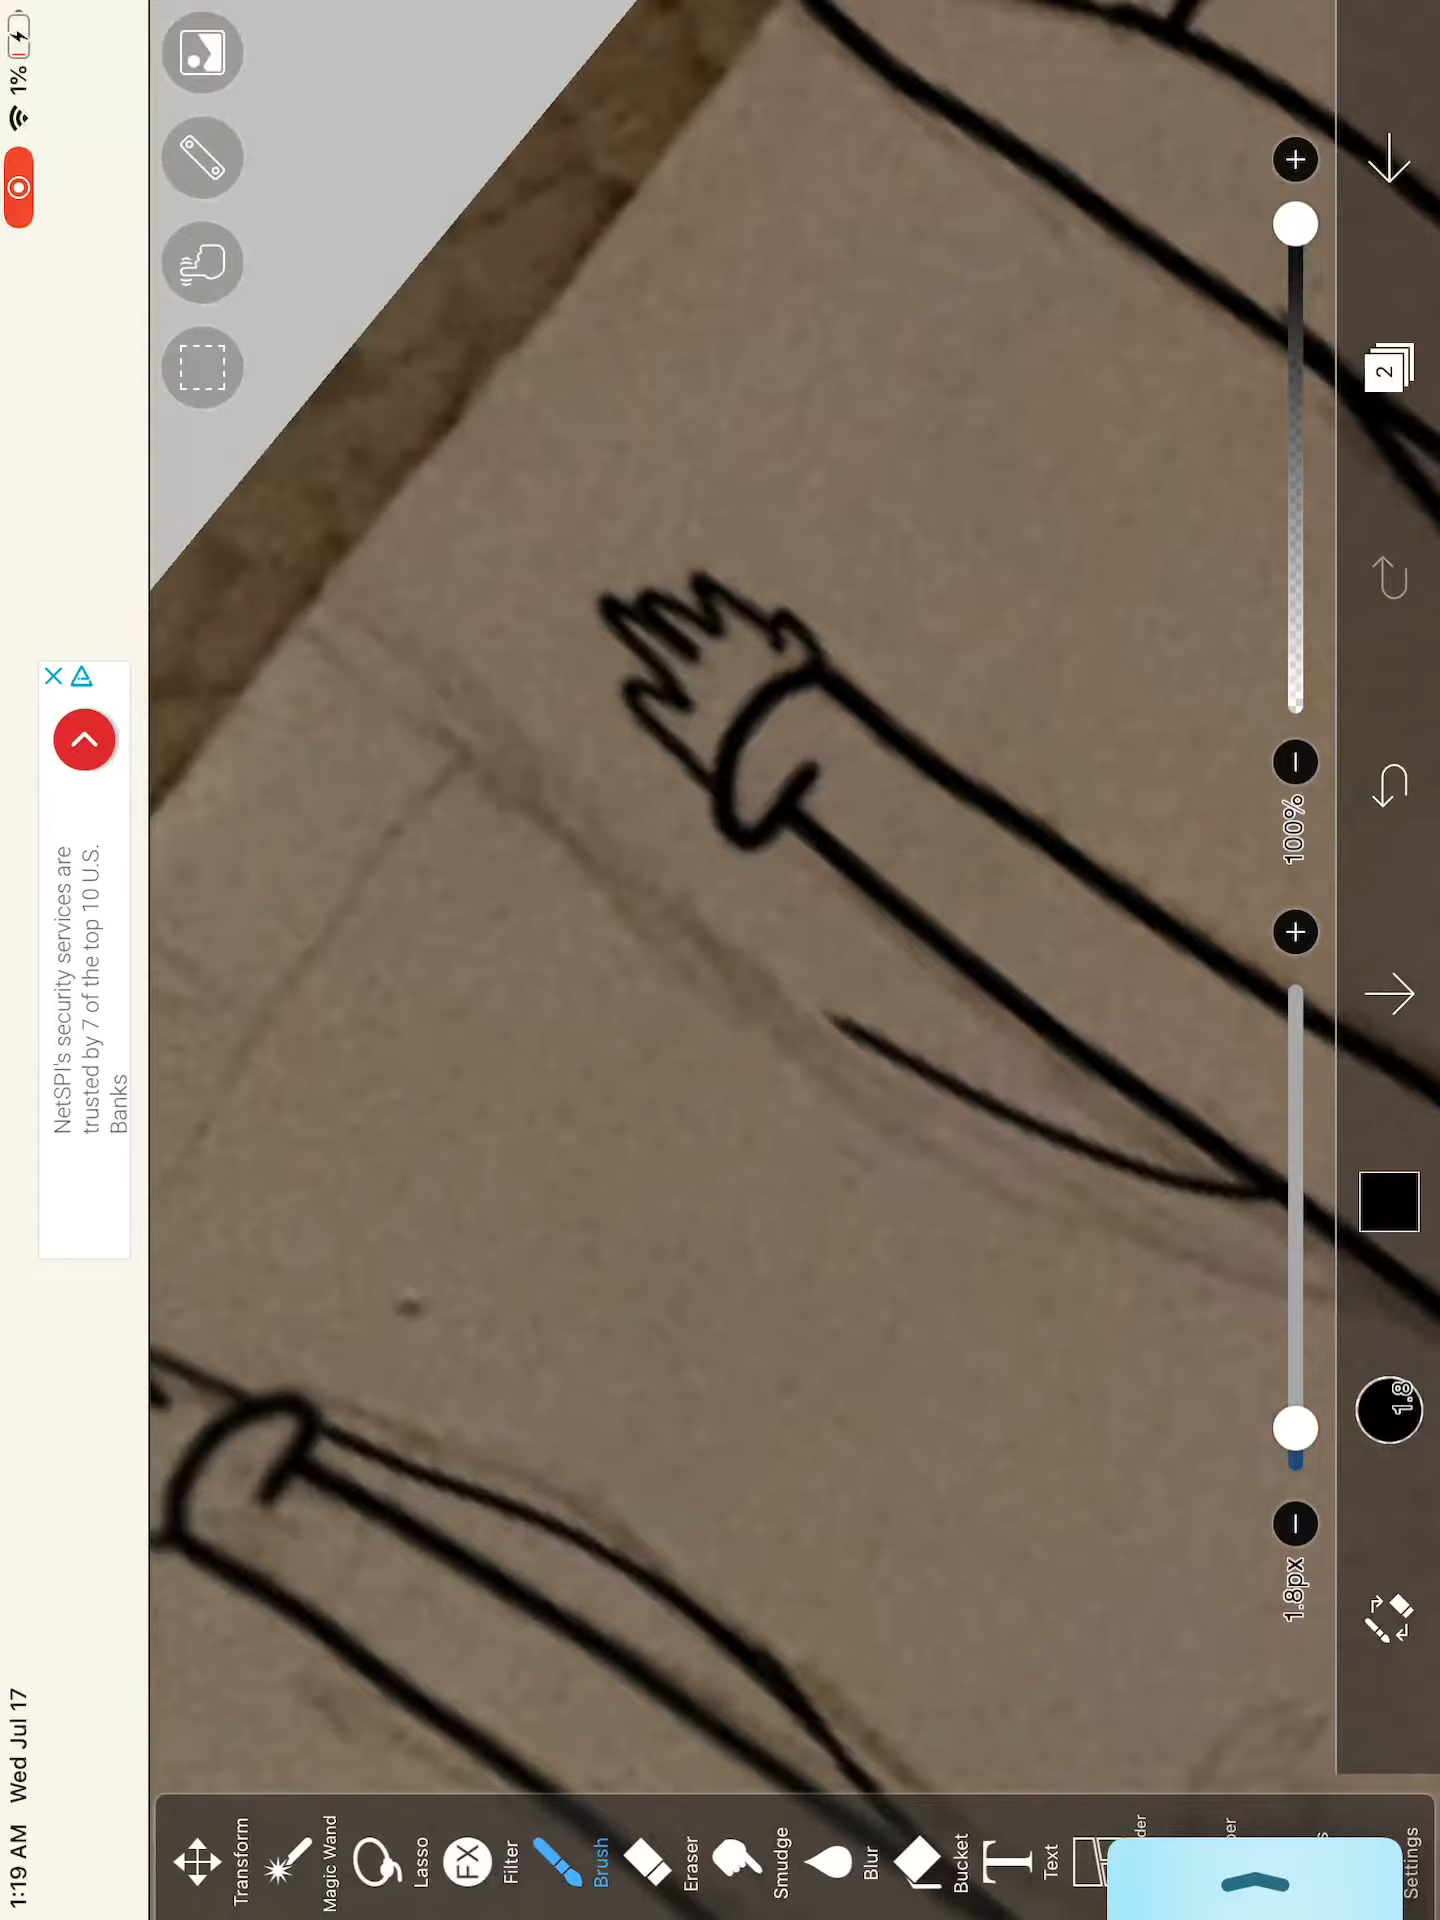 1:19 AM Wed Jul 17
1%
NetSPI's security services are
trusted by 7 of the top 10 U.S.
Banks
Transform
Magic Wand
Lasso
Filter
FX
Brush
Eraser
Smudge
Blur
Bucket
Text
T
der
per
s
Settings
1.8px
100%
1.8
2